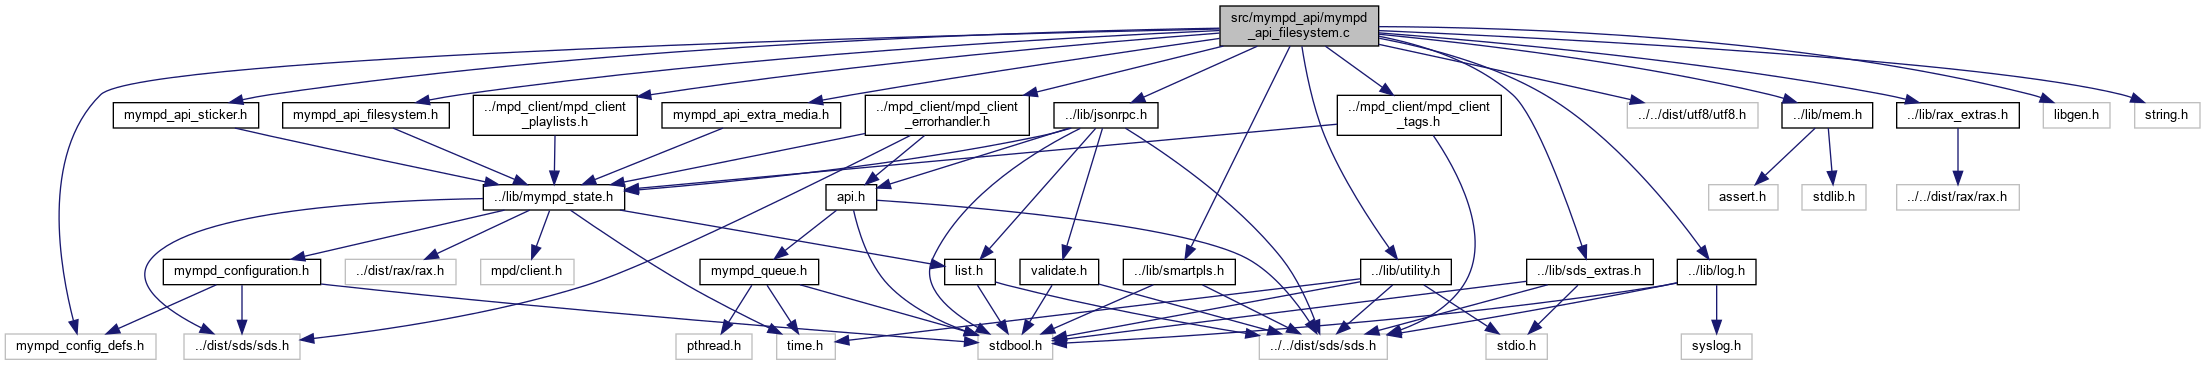 src/mympd_api/mympd
_api_filesystem.c
mympd_api_sticker.h
mympd_api_filesystem.h
../mpd_client/mpd_client
_playlists.h
mympd_api_extra_media.h
../mpd_client/mpd_client
_errorhandler.h
../lib/jsonrpc.h
../mpd_client/mpd_client
_tags.h
../../dist/utf8/utf8.h
../lib/mem.h
../lib/rax_extras.h
libgen.h
string.h
../lib/mympd_state.h
api.h
assert.h
stdlib.h
../../dist/rax/rax.h
mympd_configuration.h
../dist/rax/rax.h
mpd/client.h
mympd_queue.h
list.h
validate.h
../lib/smartpls.h
../lib/utility.h
../lib/sds_extras.h
../lib/log.h
mympd_config_defs.h
../dist/sds/sds.h
pthread.h
time.h
stdbool.h
../../dist/sds/sds.h
stdio.h
syslog.h